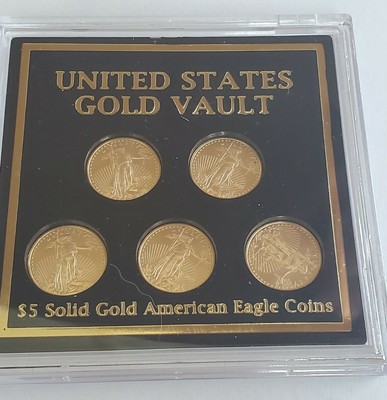 UNITED STATES
GOLD VAULT
$5 Solid Gold American Eagle Coins